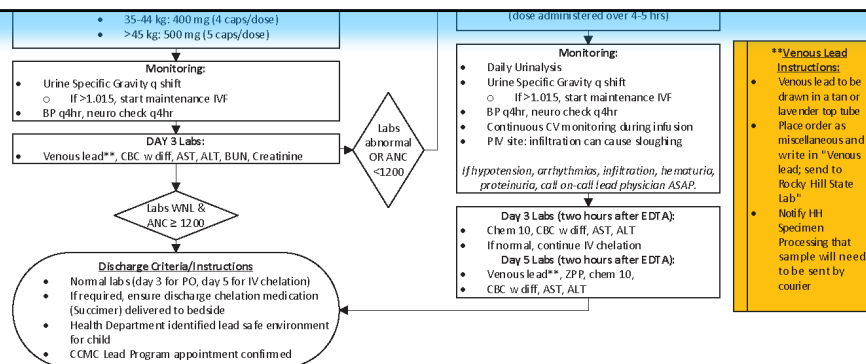 35-44 kg: 400 mg (4 caps/dose)
>45 kg: 500 mg (5 caps/dose)
Monitoring:
Urine Specific Gravity q shift
If >1.015, start maintenance IVF
BP q4hr, neuro check q4hr
DAY 3 Labs:
Venous lead**, CBC w diff, AST, ALT, BUN, Creatinine
Labs
abnormal
OR ANC
<1200
Labs WNL &
ANC ≥ 1200
Discharge Criteria/Instructions
Normal labs (day 3 for PO, day 5 for IV chelation)
If required, ensure discharge chelation medication
(Succimer) delivered to bedside
Health Department identified lead safe environment
for child
CCMC Lead Program appointment confirmed
(dose administered over 4-5 hrs)
Monitoring:
Daily Urinalysis
Urine Specific Gravity q shift
If >1.015, start maintenance IVF
BP q4hr, neuro check q4hr
Continuous CV monitoring during infusion
PIV site: infiltration can cause sloughing
If hypotension, arrhythmias, infiltration, hematuria,
proteinuria, call on-call lead physician ASAP.
Day 3 Labs (two hours after EDTA):
Chem 10, CBC w diff, AST, ALT
If normal, continue IV chelation
Day 5 Labs (two hours after EDTA):
Venous lead**, ZPP, chem 10,
CBC w diff, AST, ALT
**Venous Lead
Instructions:
Venous lead to be
drawn in a tan or
lavender top tube
Place order as
miscellaneous and
write in "Venous
lead; send to
Rocky Hill State
Lab"
Notify HH
Specimen
Processing that
sample will need
to be sent by
courier